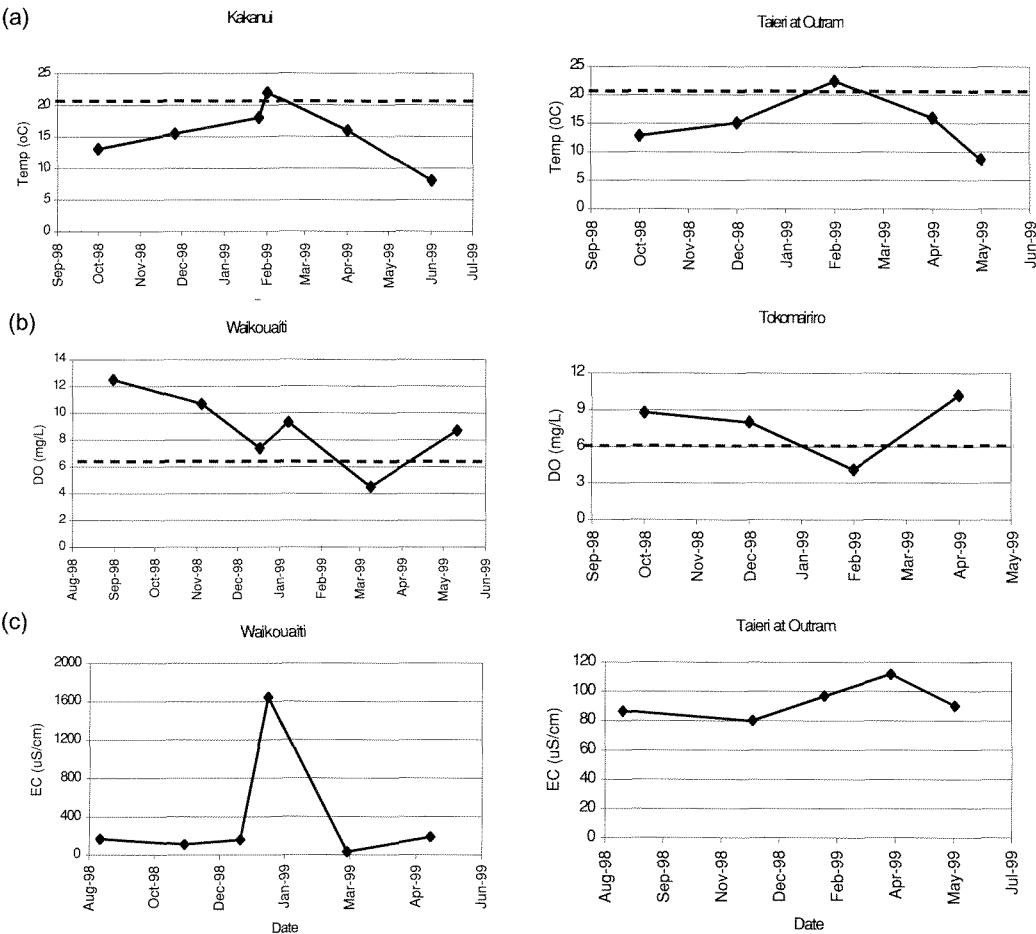 (a)
Kakanui
25
20
15
10
5
0
Temp (oC)
Sep-98
Oct-98
Nov-98
Dec-98
Jan-99
Feb-99
Apr-99
May-99
Jun-99
Jul-99
Taieri at Outram
25
20
15
10
5
0
Temp (0C)
Sep-98
Oct-98
Dec-98
Jan-99
Feb-99
Mar-99
Apr-99
May-99
Jun-99
(b)
Waikouaiti
14
12
10
8
6
4
2
0
DO (mg/L)
Aug-98
Sep-98
Oct-98
Nov-98
Dec-98
Jan-99
Feb-99
Mar-99
Apr-99
May-99
Jun-99
Tokomairiro
12
9
6
3
0
DO (mg/L)
Sep-98
Oct-98
Nov-98
Dec-98
Jan-99
Feb-99
Mar-99
Apr-99
May-99
(c)
Waikouaiti
2000
1600
1200
800
400
0
EC (uS/cm)
Aug-98
Oct-98
Nov-98
Jan-99
Mar-99
Apr-99
Jun-99
Date
Taieri at Outram
120
100
80
60
40
20
0
EC (uS/cm)
Aug-98
Sep-98
Nov-98
Dec-98
Feb-99
Apr-99
May-99
Jul-99
Date